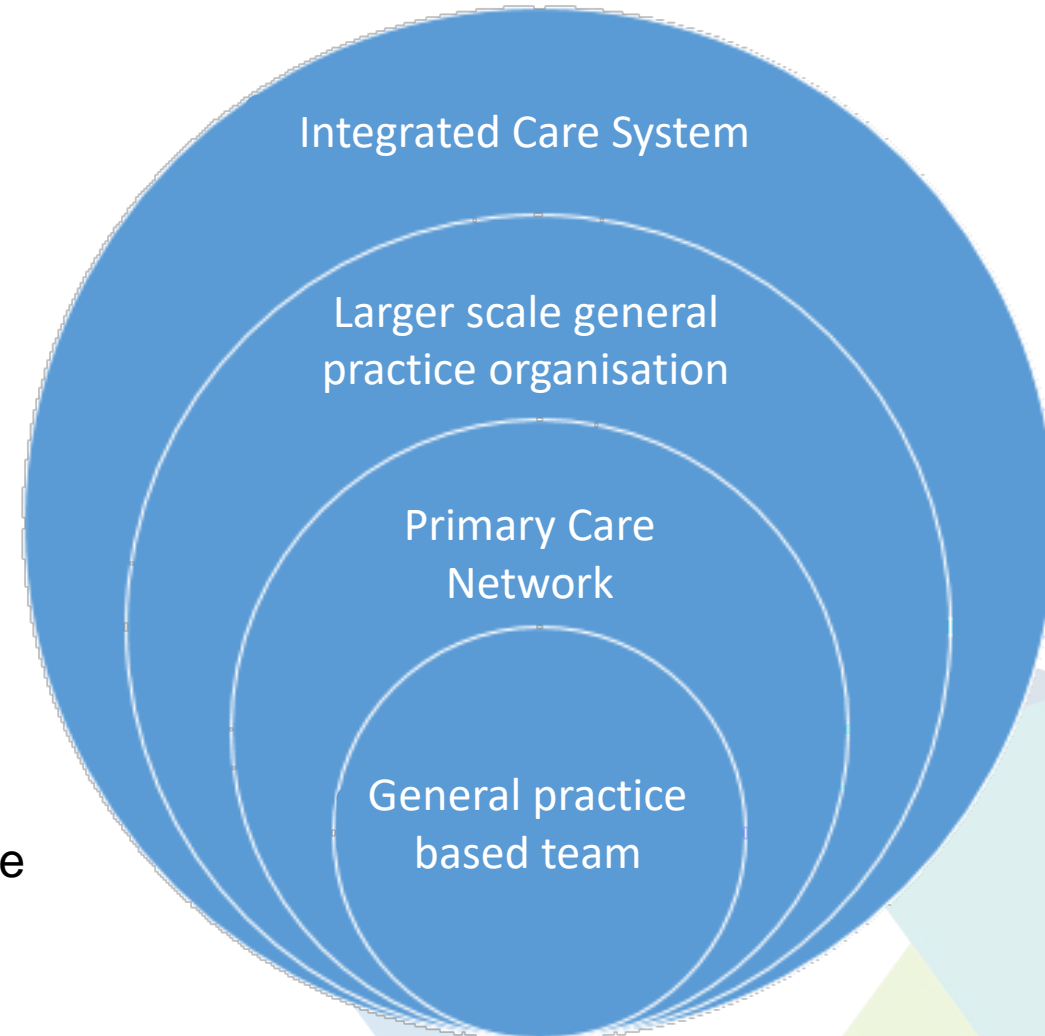 Integrated Care System
Larger scale general
practice organisation
Primary Care
Network
General practice
based team
e